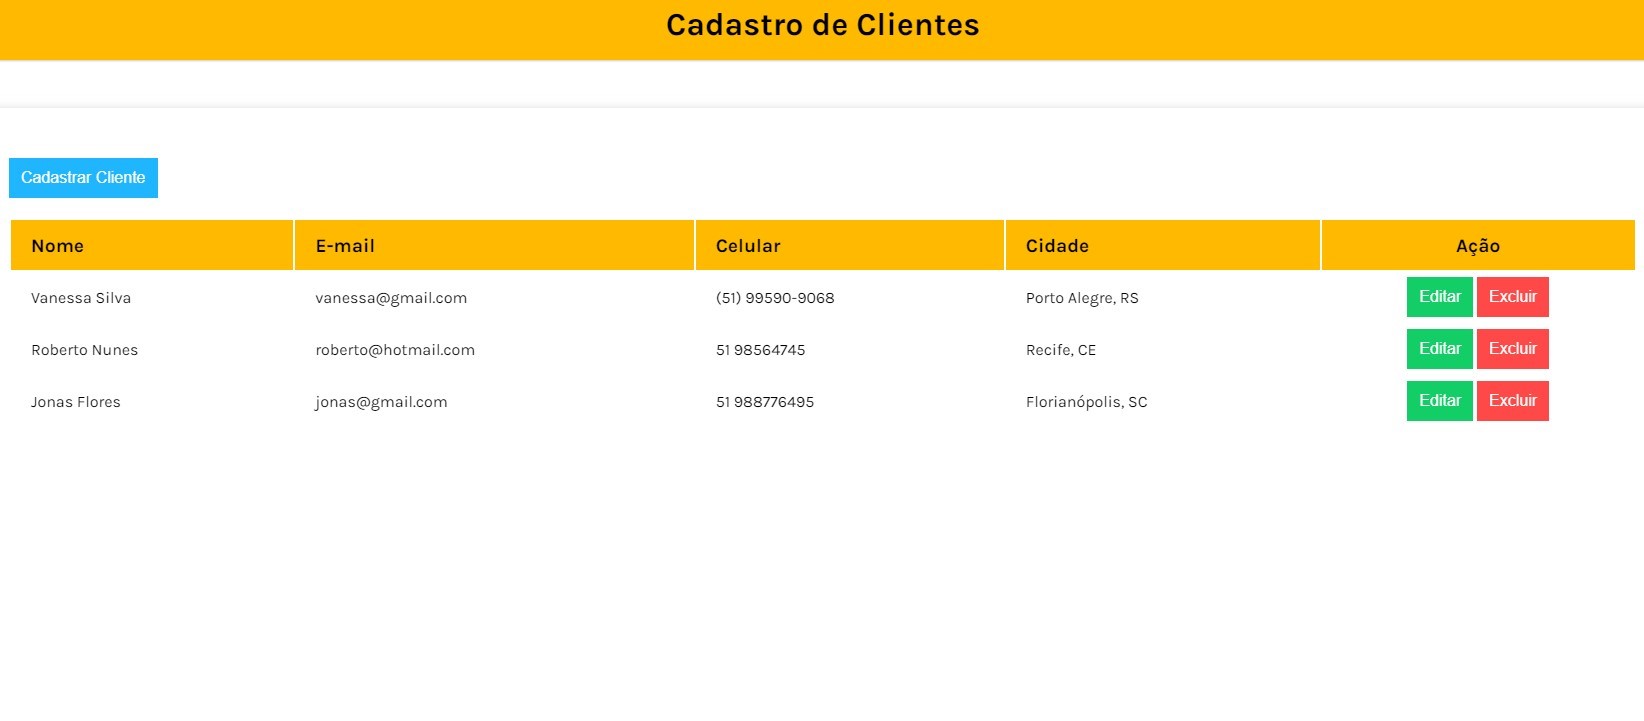 Cadastro de Clientes
Cadastrar Cliente
Nome E-mail Celular Cidade Ação
Vanessa Silva vanessa@gmail.com (51) 99590-9068 Porto Alegre, RS Editar Excluir
Roberto Nunes roberto@hotmail.com 51 98564745 Recife, CE Editar Excluir
Jonas Flores jonas@gmail.com 51 988776495 Florianópolis, SC Editar Excluir